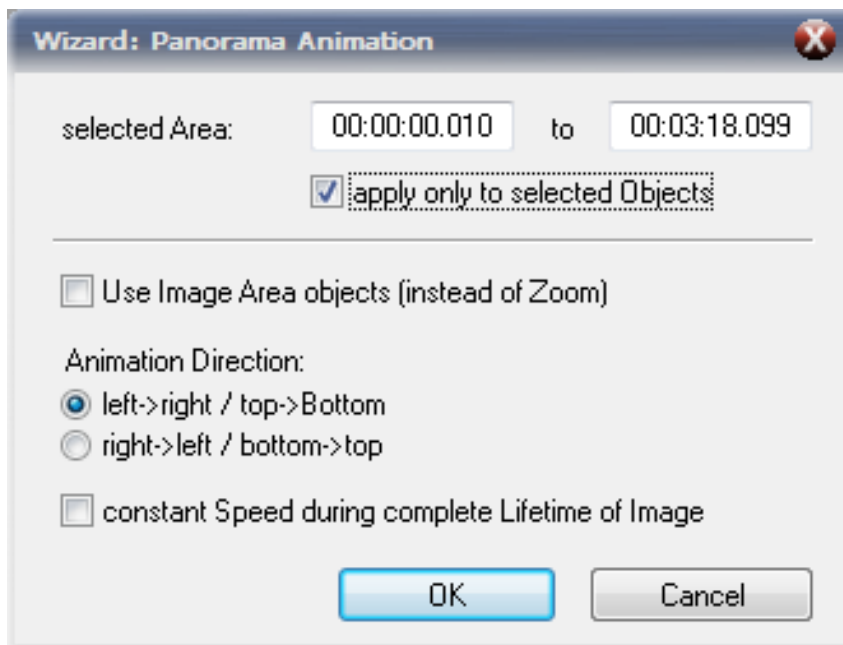 Wizard: Panorama Animation
selected Area: 00:00:00.010 to 00:03:18.099
apply only to selected Objects
Use Image Area objects (instead of Zoom)
Animation Direction:
left->right / top->Bottom
right->left / bottom->top
constant Speed during complete Lifetime of Image
OK Cancel